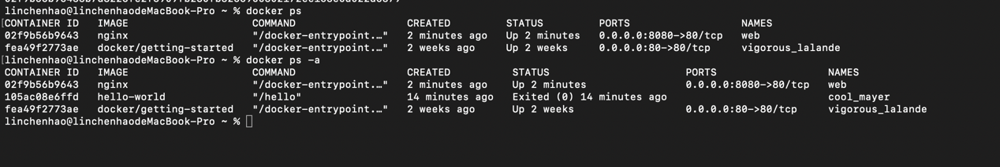 linchenhao@linchenhaodeMacBook-Pro ~ % docker ps
CONTAINER ID   IMAGE                    COMMAND                  CREATED         STATUS         PORTS                  NAMES
02f9b56b9643   nginx                    "/docker-entrypoint.…"   2 minutes ago   Up 2 minutes   0.0.0.0:8080->80/tcp   web
fea49f2773ae   docker/getting-started   "/docker-entrypoint.…"   2 weeks ago     Up 2 weeks     0.0.0.0:80->80/tcp     vigorous_lalande
linchenhao@linchenhaodeMacBook-Pro ~ % docker ps -a
CONTAINER ID   IMAGE                    COMMAND                  CREATED          STATUS                      PORTS                  NAMES
02f9b56b9643   nginx                    "/docker-entrypoint.…"   2 minutes ago    Up 2 minutes                0.0.0.0:8080->80/tcp   web
105ac08e6ffd   hello-world              "/hello"                 14 minutes ago   Exited (0) 14 minutes ago                          cool_mayer
fea49f2773ae   docker/getting-started   "/docker-entrypoint.…"   2 weeks ago      Up 2 weeks                  0.0.0.0:80->80/tcp     vigorous_lalande
linchenhao@linchenhaodeMacBook-Pro ~ %